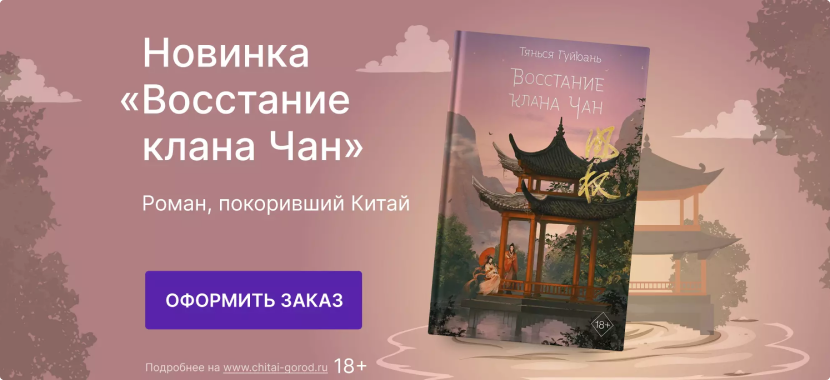 Новинка
«Восстание
клана Чан»
Роман, покоривший Китай
ОФОРМИТЬ ЗАКАЗ
Подробнее на www.chitai-gorod.ru 18+
Тянься Гуйюань
Восстание
клана Чан
权
18+